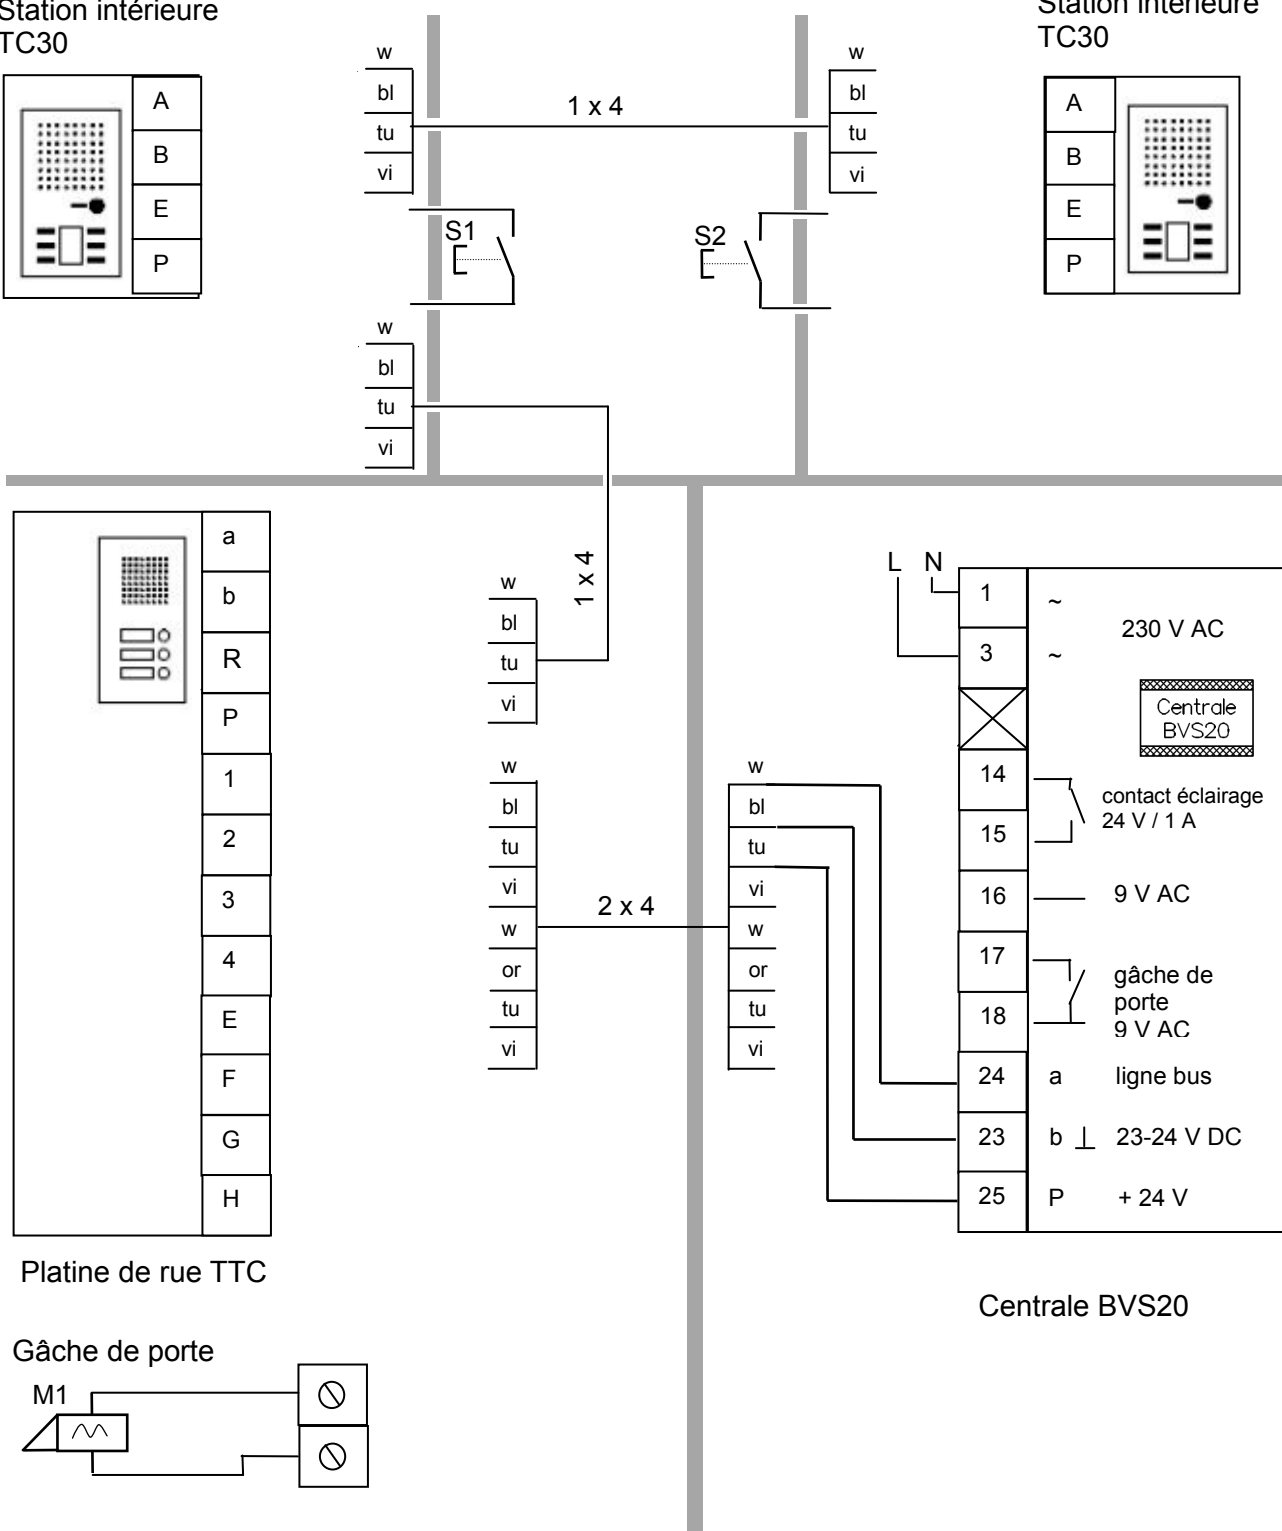 Station intérieure
TC30
Station intérieure
TC30
A
B
E
P
w
bl
tu
vi
1 x 4
w
bl
tu
vi
A
B
E
P
S1
S2
w
bl
tu
vi
a
b
R
P
1
2
3
4
E
F
G
H
Platine de rue TTC
1 x 4
w
bl
tu
vi
w
bl
tu
vi
w
or
tu
vi
2 x 4
w
bl
tu
vi
w
or
tu
vi
L N
1 ~
230 V AC
3 ~
Centrale
BVS20
14
contact éclairage
24 V / 1 A
15
16 9 V AC
17
gâche de
porte
9 V AC
18
24 a ligne bus
23 b 23-24 V DC
25 P + 24 V
Centrale BVS20
Gâche de porte
M1